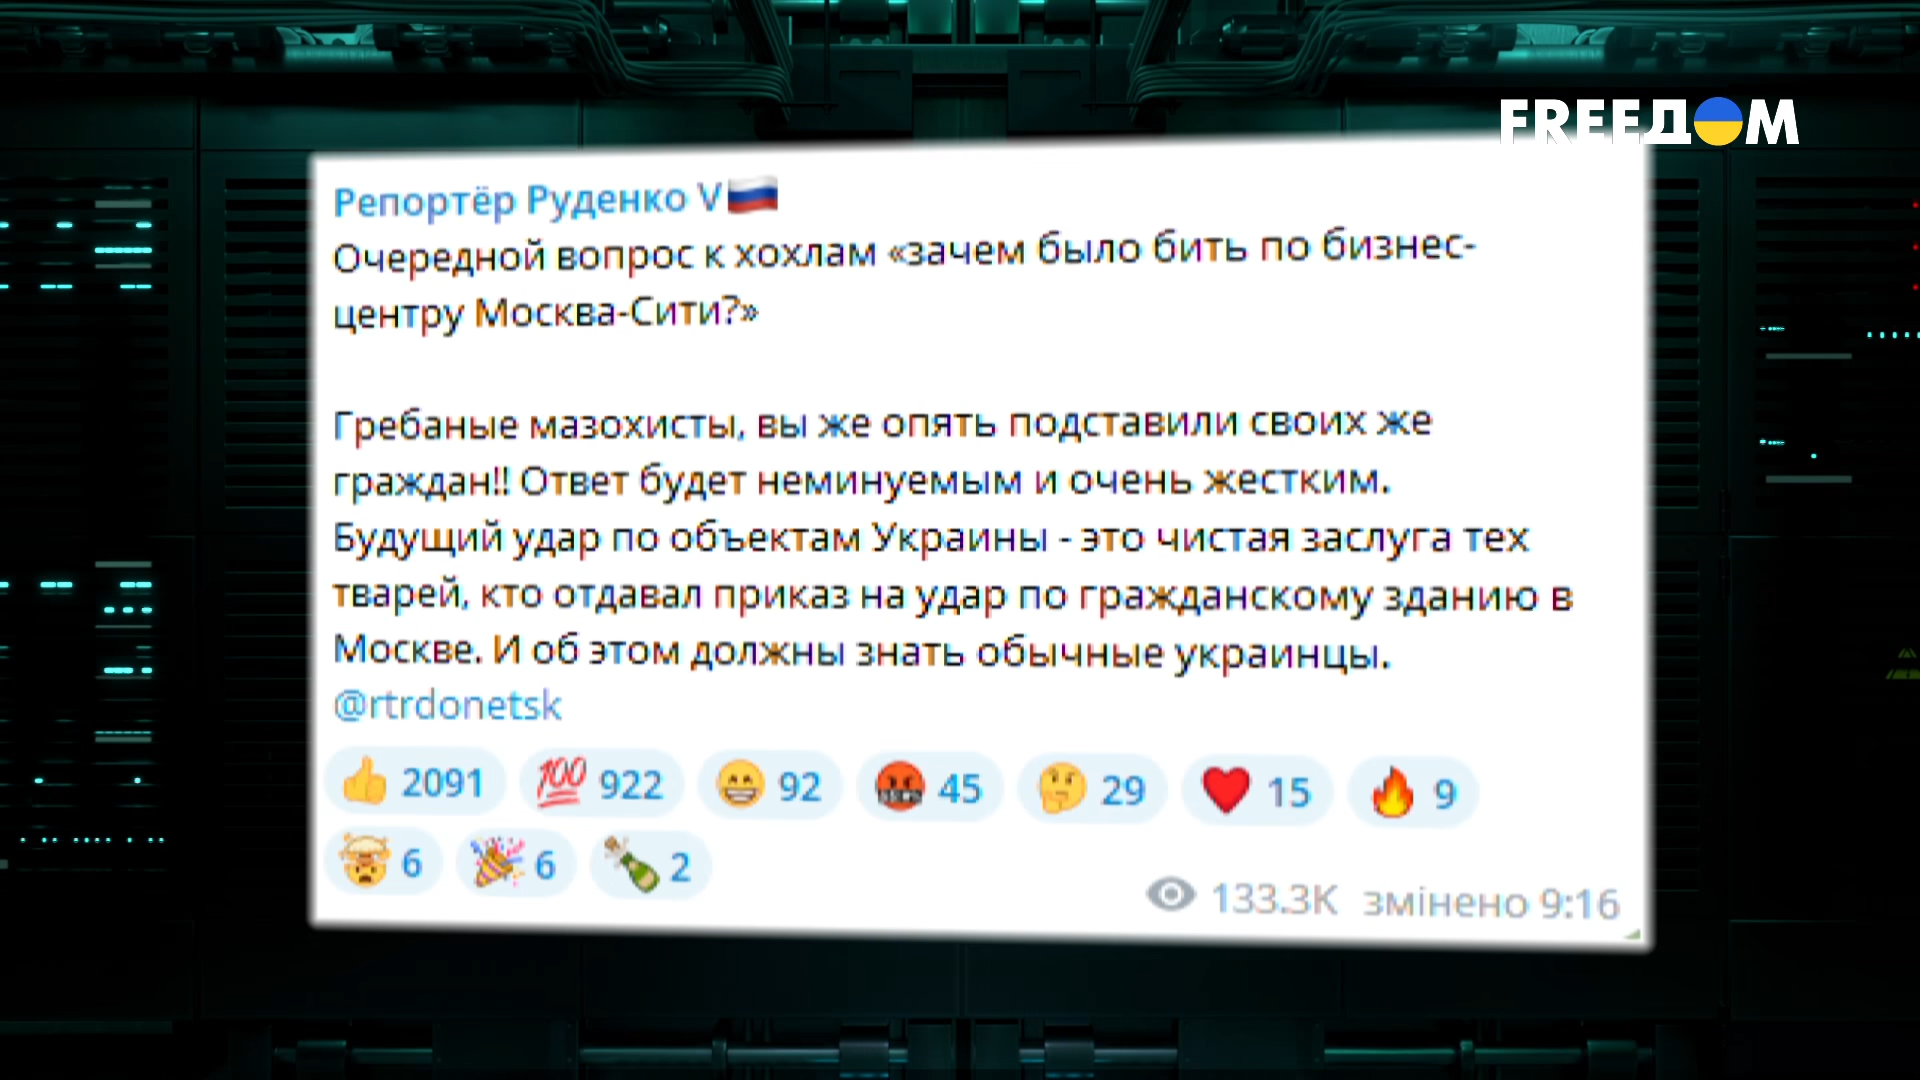 FREEДOM
Репортёр Руденко V
Очередной вопрос к хохлам «зачем было бить по бизнес-
центру Москва-Сити?»
Гребаные мазохисты, вы же опять подставили своих же
граждан!! Ответ будет неминуемым и очень жестким.
Будущий удар по объектам Украины - это чистая заслуга тех
тварей, кто отдавал приказ на удар по гражданскому зданию в
Москве. И об этом должны знать обычные украинцы.
@rtrdonetsk
👍 2091 💯 922 😁 92 🤬 45 🤔 29 ❤️ 15 🔥 9
🤯 6 🎉 6 🍾 2
133.3K змінено 9:16